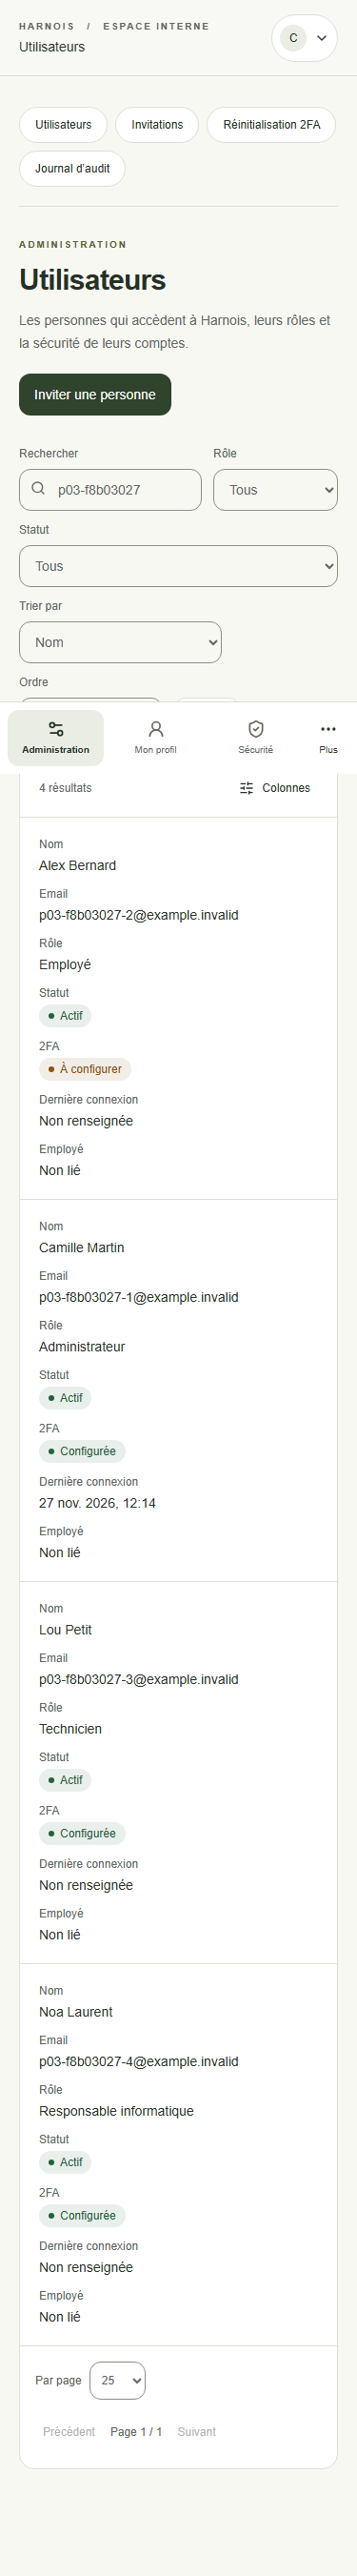 HARNOIS / ESPACE INTERNE
Utilisateurs
C
Utilisateurs
Invitations
Réinitialisation 2FA
Journal d'audit
ADMINISTRATION
Utilisateurs
Les personnes qui accèdent à Harnois, leurs rôles et
la sécurité de leurs comptes.
Inviter une personne
Rechercher
Rôle
p03-f8b03027
Tous
Statut
Tous
Trier par
Nom
Ordre
Administration
Mon profil
Sécurité
Plus
4 résultats
Colonnes
Nom
Alex Bernard
Email
p03-f8b03027-2@example.invalid
Rôle
Employé
Statut
Actif
2FA
À configurer
Dernière connexion
Non renseignée
Employé
Non lié
Nom
Camille Martin
Email
p03-f8b03027-1@example.invalid
Rôle
Administrateur
Statut
Actif
2FA
Configurée
Dernière connexion
27 nov. 2026, 12:14
Employé
Non lié
Nom
Lou Petit
Email
p03-f8b03027-3@example.invalid
Rôle
Technicien
Statut
Actif
2FA
Configurée
Dernière connexion
Non renseignée
Employé
Non lié
Nom
Noa Laurent
Email
p03-f8b03027-4@example.invalid
Rôle
Responsable informatique
Statut
Actif
2FA
Configurée
Dernière connexion
Non renseignée
Employé
Non lié
Par page
25
Précédent
Page 1 / 1
Suivant